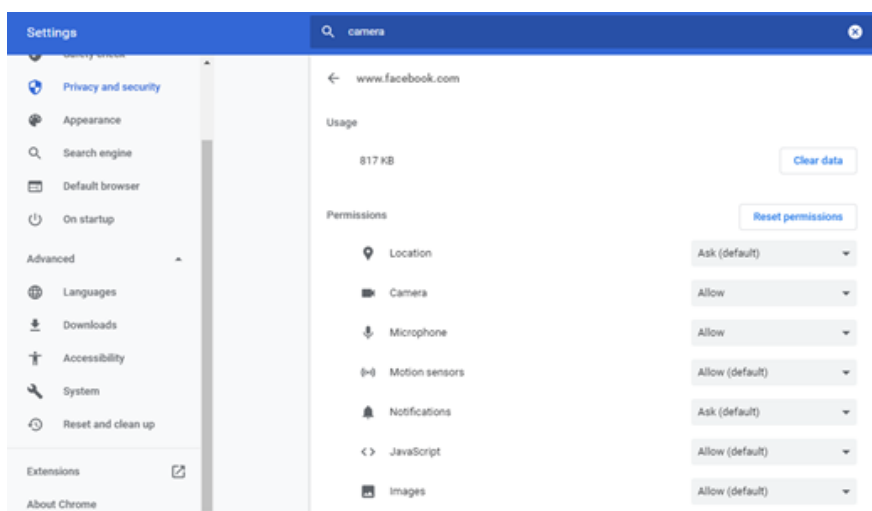 Settings
camera
Privacy and security
Appearance
Search engine
Default browser
On startup
Advanced
Languages
Downloads
Accessibility
System
Reset and clean up
Extensions
About Chrome
www.facebook.com
Usage
817 KB
Clear data
Permissions
Reset permissions
Location
Ask (default)
Camera
Allow
Microphone
Allow
Motion sensors
Allow (default)
Notifications
Ask (default)
JavaScript
Allow (default)
Images
Allow (default)